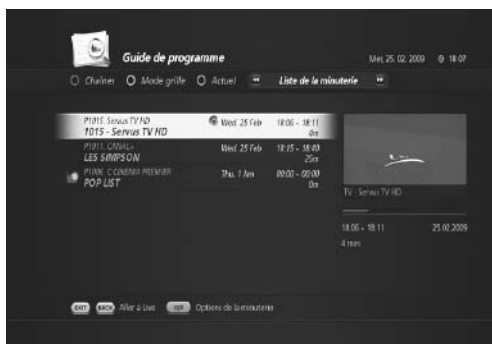 Guide de programme
Mer, 25. 02. 2009 18:07
Chaînes Mode grille Actuel Liste de la minuterie
P1015. Servus TV HD Wed. 25 Feb 18:06 - 18:11
1015 - Servus TV HD 0m
P1011. CANAL+ Wed. 25 Feb 18:15 - 18:40
LES SIMPSON 25m
CINEMA PREMIER Thu. 1 Jan 00:00 - 00:00
POP LIST 0m
TV - Servus TV HD
18:06 - 18:11 25.02.2009
4 min
EXIT BACK Aller à Live opt Options de la minuterie